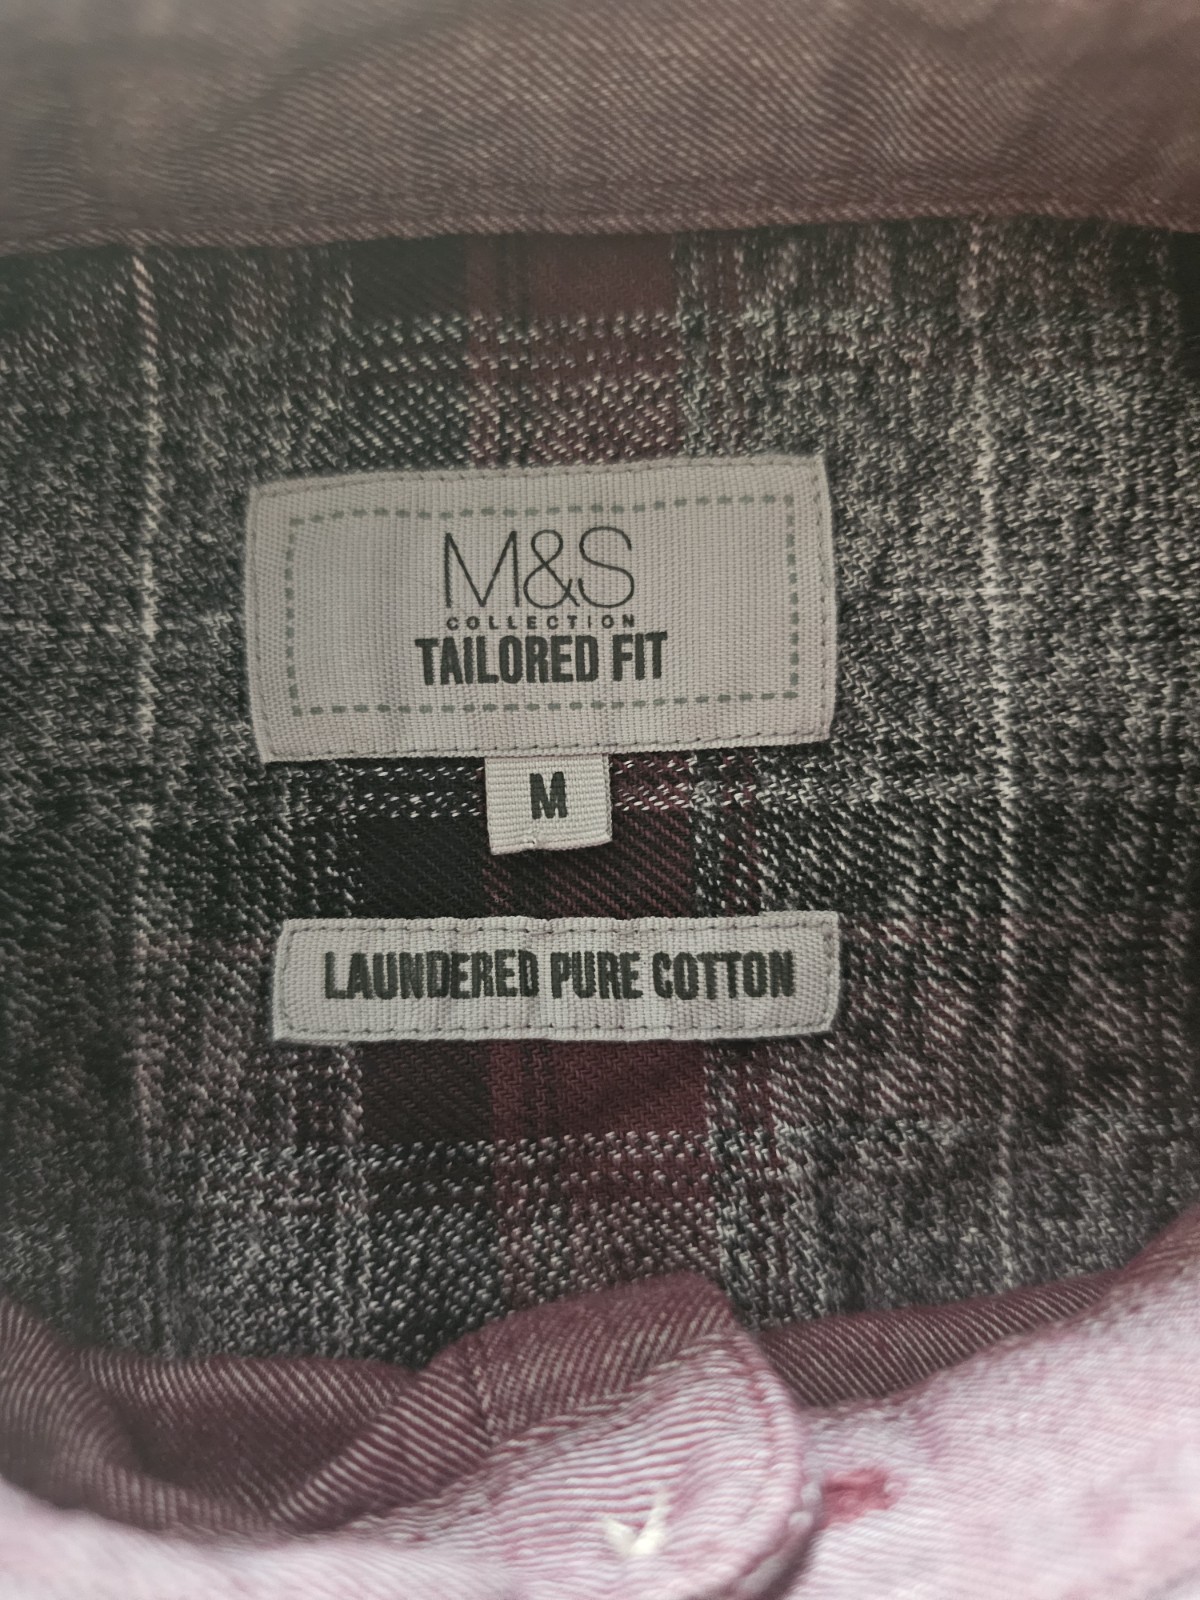 M&S
COLLECTION
TAILORED FIT
M
LAUNDERED PURE COTTON